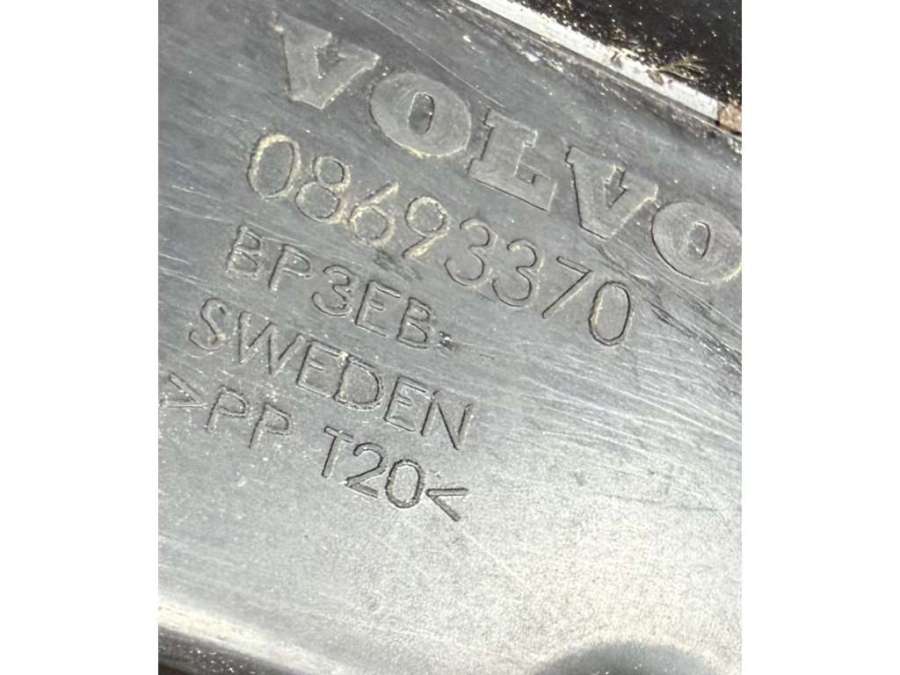 VOLVO
08693370
BP3EB-
SWEDEN
>PP T20<